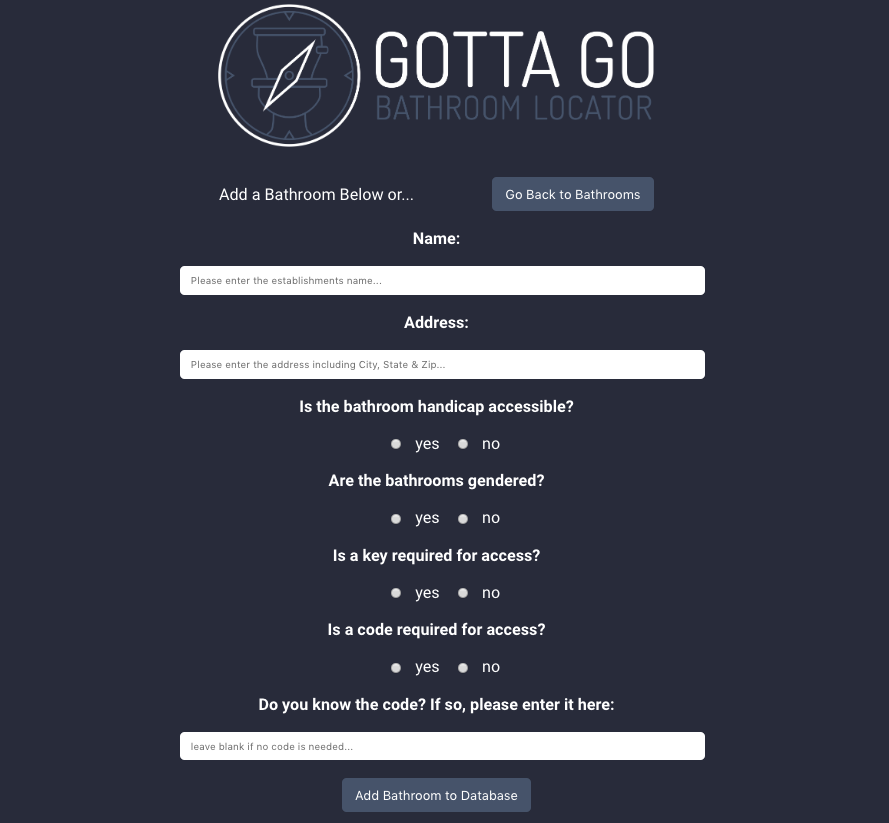 GOTTA GO
BATHROOM LOCATOR
Add a Bathroom Below or...
Go Back to Bathrooms
Name:
Please enter the establishments name...
Address:
Please enter the address including City, State & Zip...
Is the bathroom handicap accessible?
yes no
Are the bathrooms gendered?
yes no
Is a key required for access?
yes no
Is a code required for access?
yes no
Do you know the code? If so, please enter it here:
leave blank if no code is needed...
Add Bathroom to Database